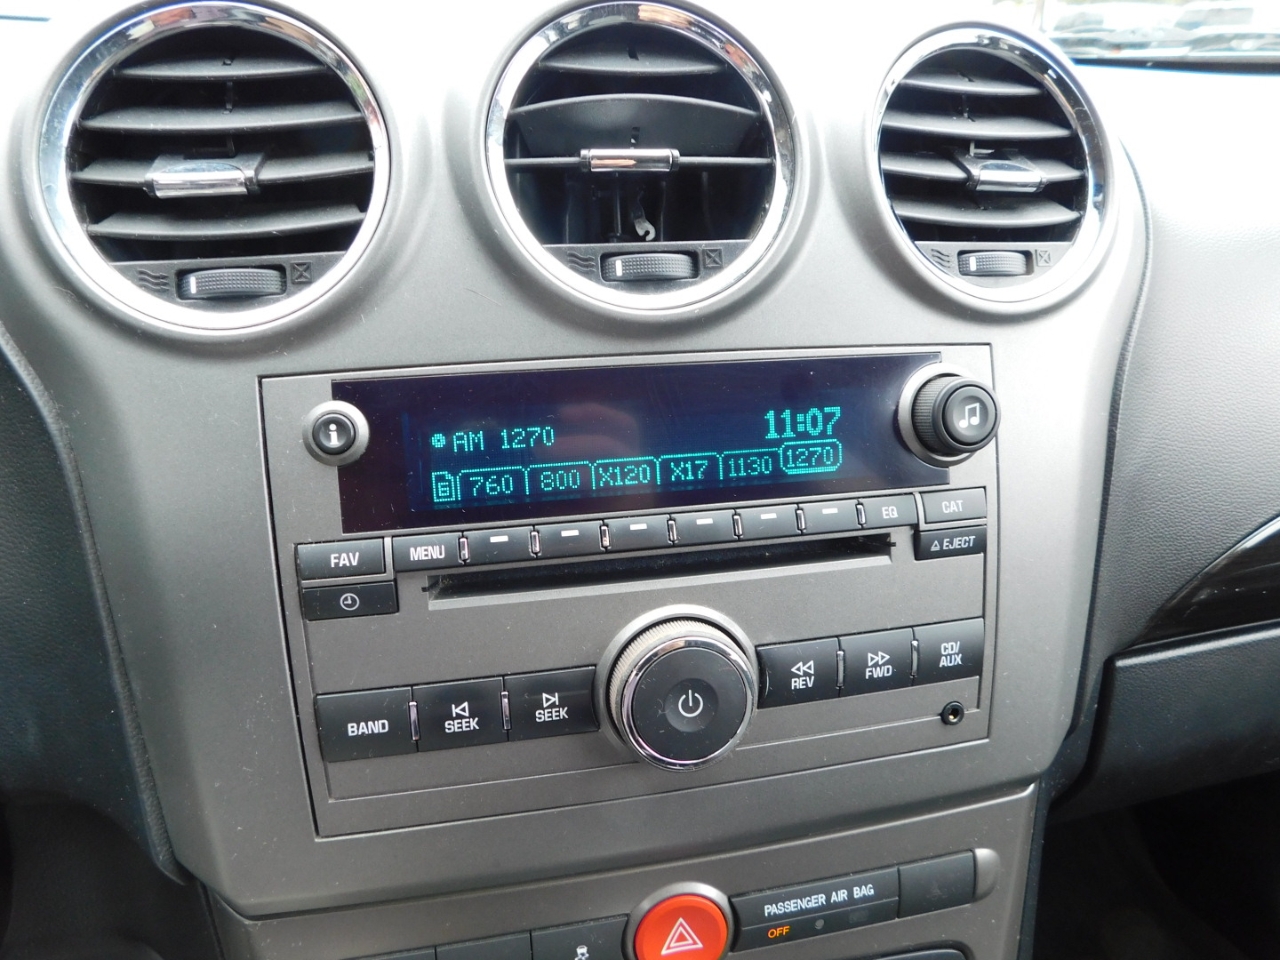 i
AM 1270 11:07
B 760 800 X120 X17 1130 1270
FAV MENU EQ CAT
EJECT
BAND SEEK SEEK REV FWD CD/
AUX
PASSENGER AIR BAG
OFF